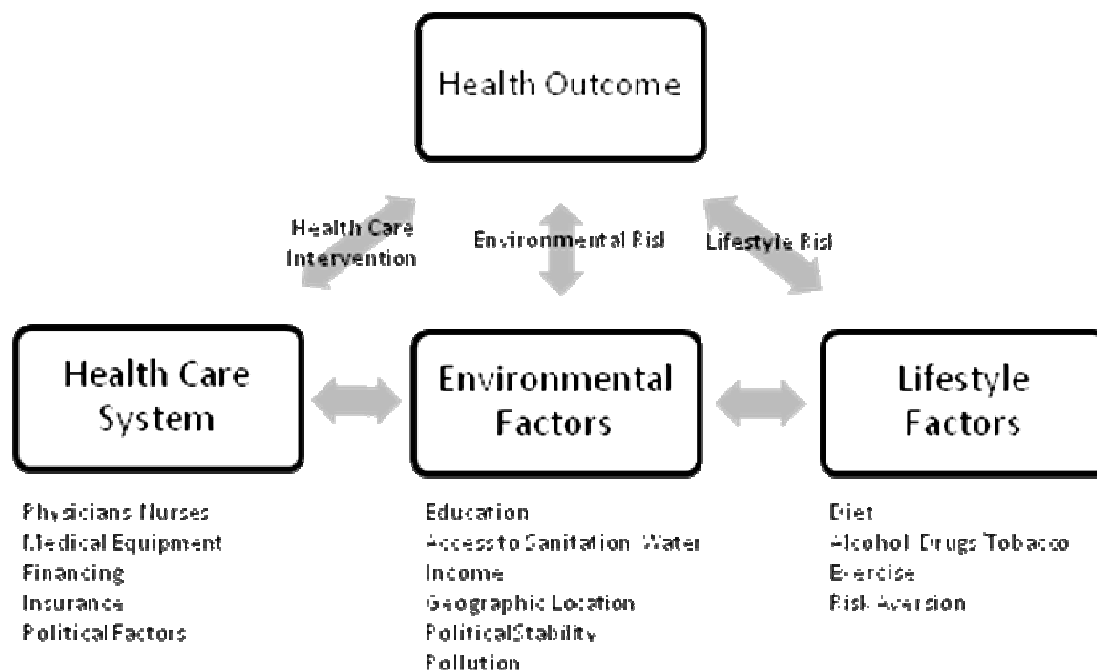 Health Outcome
Health Care
Intervention
Environmental Risk
Lifestyle Risk
Health Care
System
Environmental
Factors
Lifestyle
Factors
Physicians Nurses
Medical Equipment
Financing
Insurance
Political Factors
Education
Access to Sanitation Water
Income
Geographic Location
Political Stability
Pollution
Diet
Alcohol Drugs Tobacco
Exercise
Risk Aversion